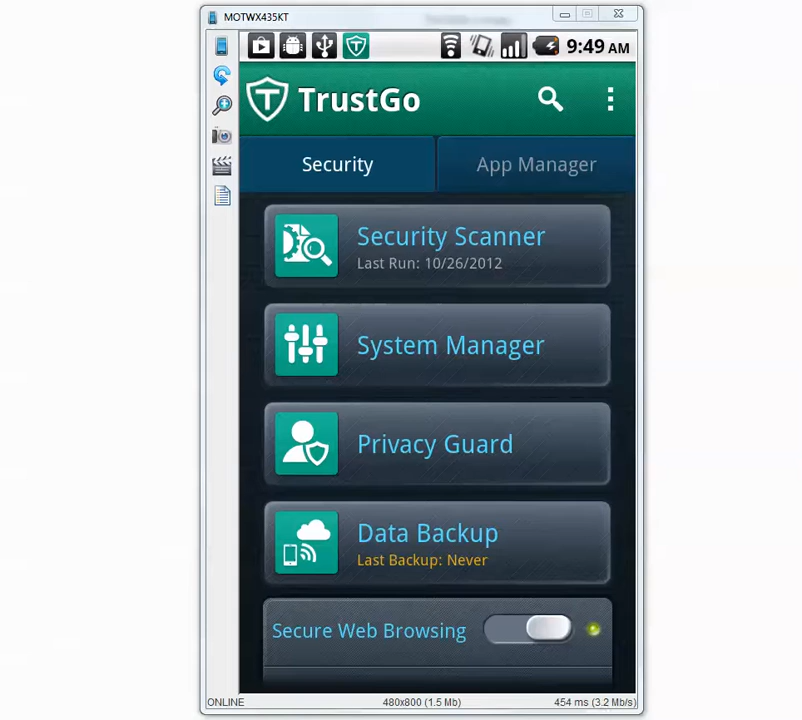 MOTWX435KT
9:49 AM
TrustGo
Security
App Manager
Security Scanner
Last Run: 10/26/2012
System Manager
Privacy Guard
Data Backup
Last Backup: Never
Secure Web Browsing
ONLINE
480x800 (1.5 Mb)
454 ms (3.2 Mb/s)